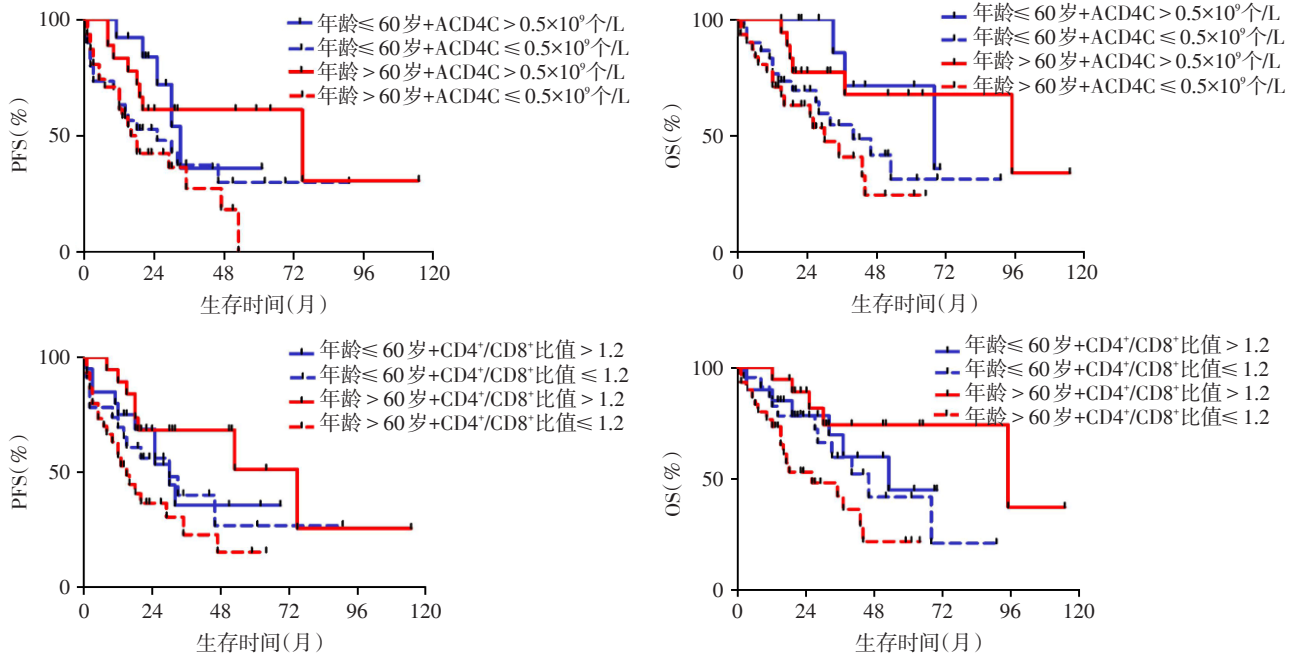 年龄≤60岁+ACD4C>0.5×10⁹个/L
年龄≤60岁+ACD4C≤0.5×10⁹个/L
年龄>60岁+ACD4C>0.5×10⁹个/L
年龄>60岁+ACD4C≤0.5×10⁹个/L
PFS(%)
100
50
0
0 24 48 72 96 120
生存时间(月)
年龄≤60岁+ACD4C>0.5×10⁹个/L
年龄≤60岁+ACD4C≤0.5×10⁹个/L
年龄>60岁+ACD4C>0.5×10⁹个/L
年龄>60岁+ACD4C≤0.5×10⁹个/L
OS(%)
100
50
0
0 24 48 72 96 120
生存时间(月)
年龄≤60岁+CD4⁺/CD8⁺比值>1.2
年龄≤60岁+CD4⁺/CD8⁺比值≤1.2
年龄>60岁+CD4⁺/CD8⁺比值>1.2
年龄>60岁+CD4⁺/CD8⁺比值≤1.2
PFS(%)
100
50
0
0 24 48 72 96 120
生存时间(月)
年龄≤60岁+CD4⁺/CD8⁺比值>1.2
年龄≤60岁+CD4⁺/CD8⁺比值≤1.2
年龄>60岁+CD4⁺/CD8⁺比值>1.2
年龄>60岁+CD4⁺/CD8⁺比值≤1.2
OS(%)
100
50
0
0 24 48 72 96 120
生存时间(月)